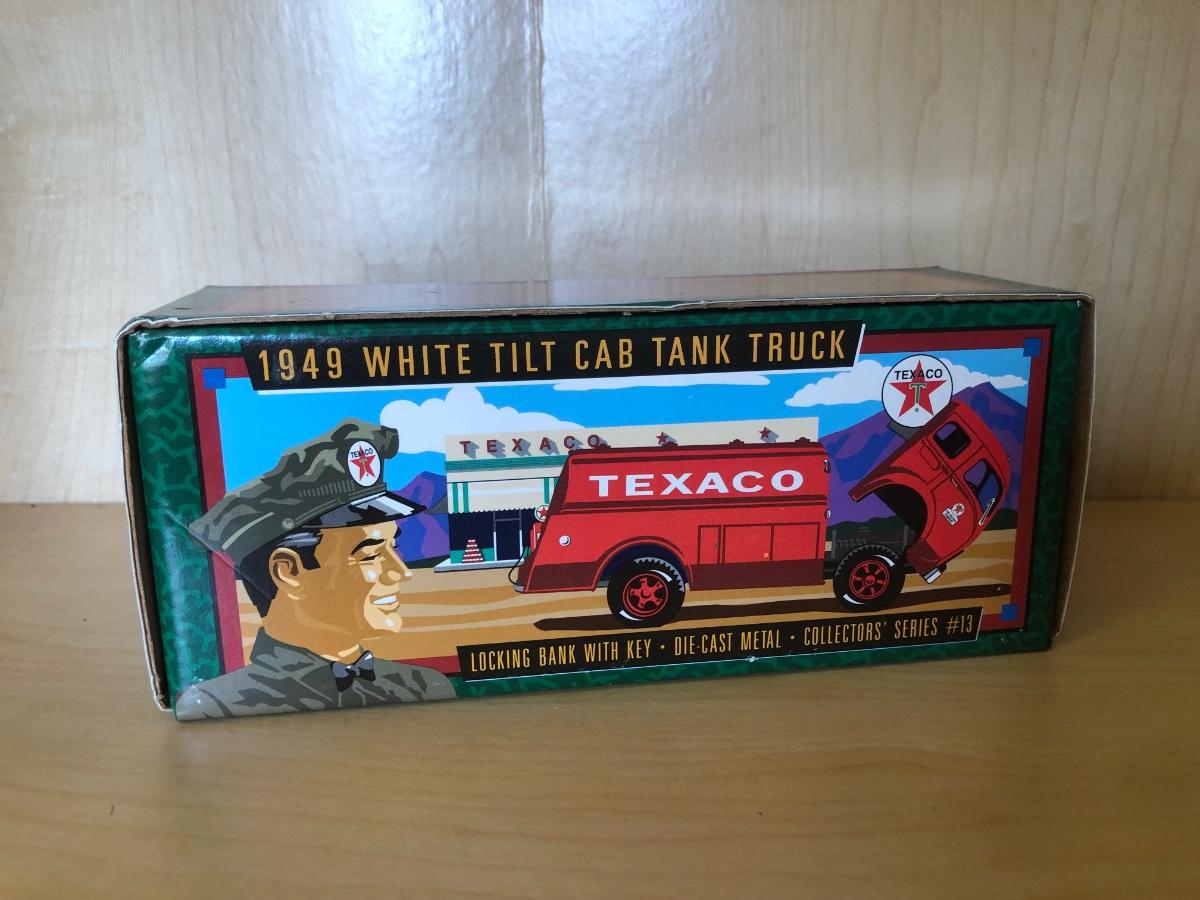 1949 WHITE TILT CAB TANK TRUCK
TEXACO
T
TEXACO
T
TEXACO
TEXACO
LOCKING BANK WITH KEY • DIE-CAST METAL • COLLECTORS' SERIES #13